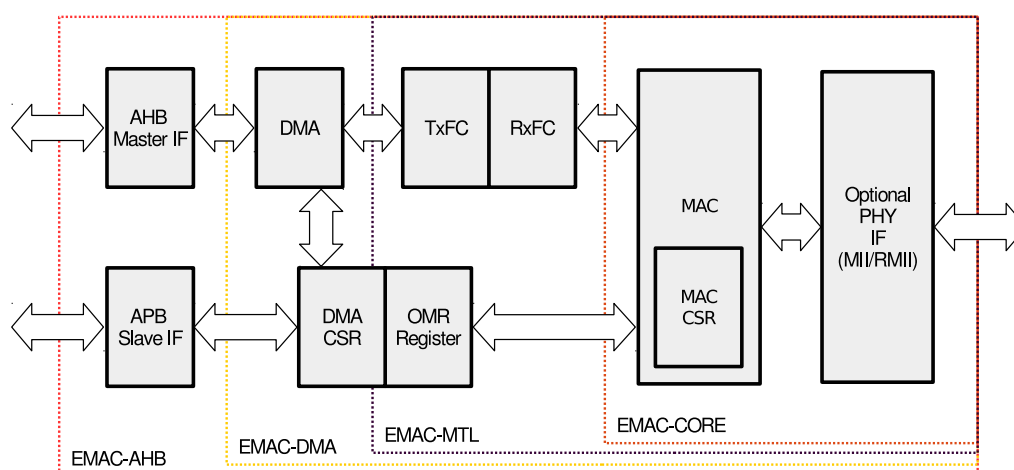 AHB
Master IF
DMA
TxFC
RxFC
MAC
Optional
PHY
IF
(MII/RMII)
APB
Slave IF
DMA
CSR
OMR
Register
MAC
CSR
EMAC-AHB
EMAC-DMA
EMAC-MTL
EMAC-CORE